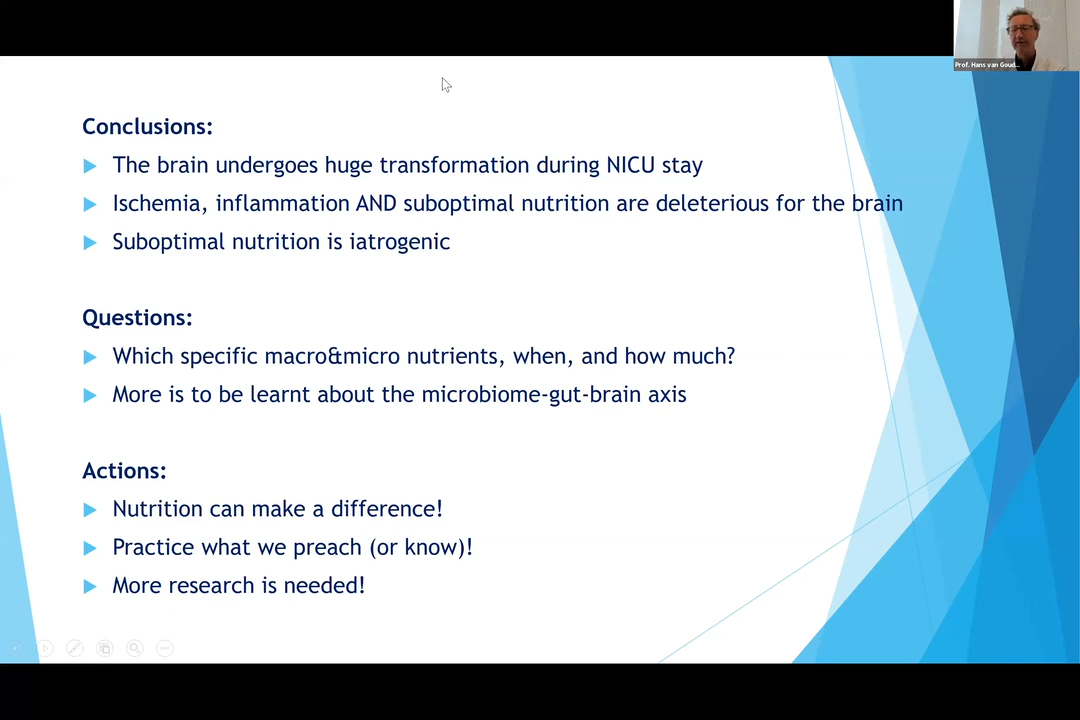 Prof. Hans van Goud...
Conclusions:
The brain undergoes huge transformation during NICU stay
Ischemia, inflammation AND suboptimal nutrition are deleterious for the brain
Suboptimal nutrition is iatrogenic
Questions:
Which specific macro&micro nutrients, when, and how much?
More is to be learnt about the microbiome-gut-brain axis
Actions:
Nutrition can make a difference!
Practice what we preach (or know)!
More research is needed!